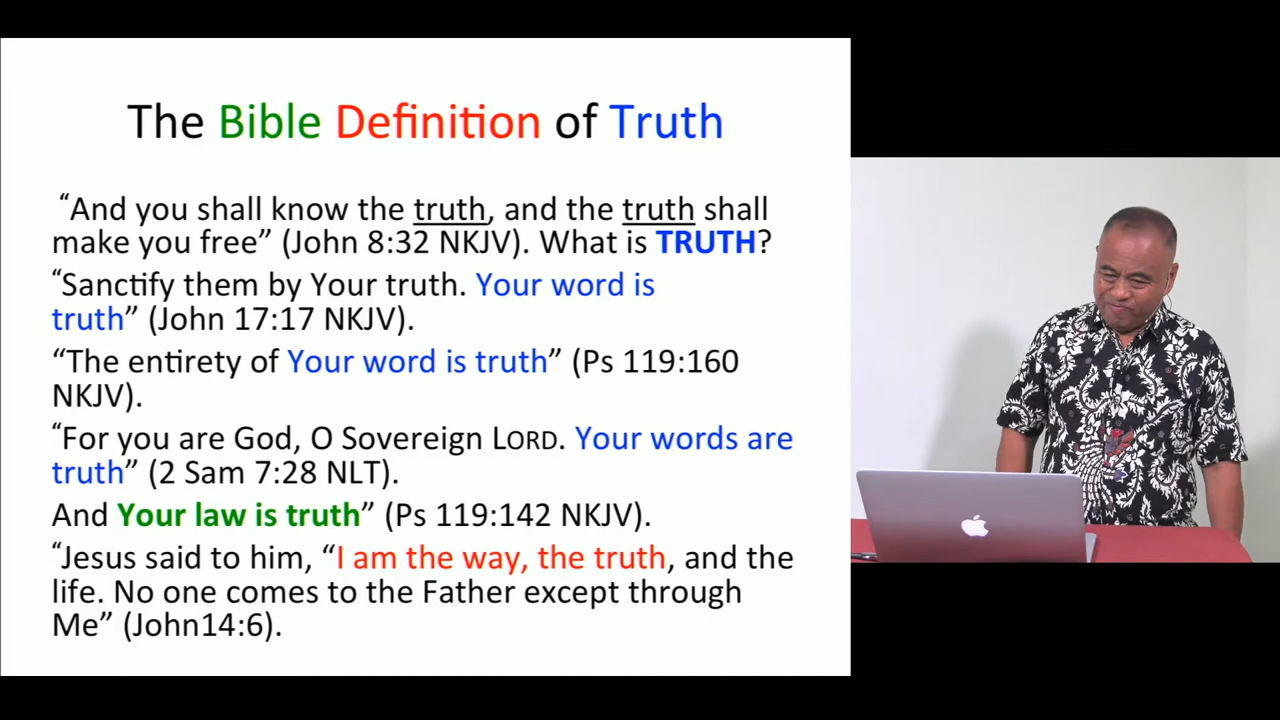 The Bible Definition of Truth
“And you shall know the truth, and the truth shall
make you free” (John 8:32 NKJV). What is TRUTH?
“Sanctify them by Your truth. Your word is
truth” (John 17:17 NKJV).
“The entirety of Your word is truth” (Ps 119:160
NKJV).
“For you are God, O Sovereign LORD. Your words are
truth” (2 Sam 7:28 NLT).
And Your law is truth” (Ps 119:142 NKJV).
“Jesus said to him, “I am the way, the truth, and the
life. No one comes to the Father except through
Me” (John14:6).